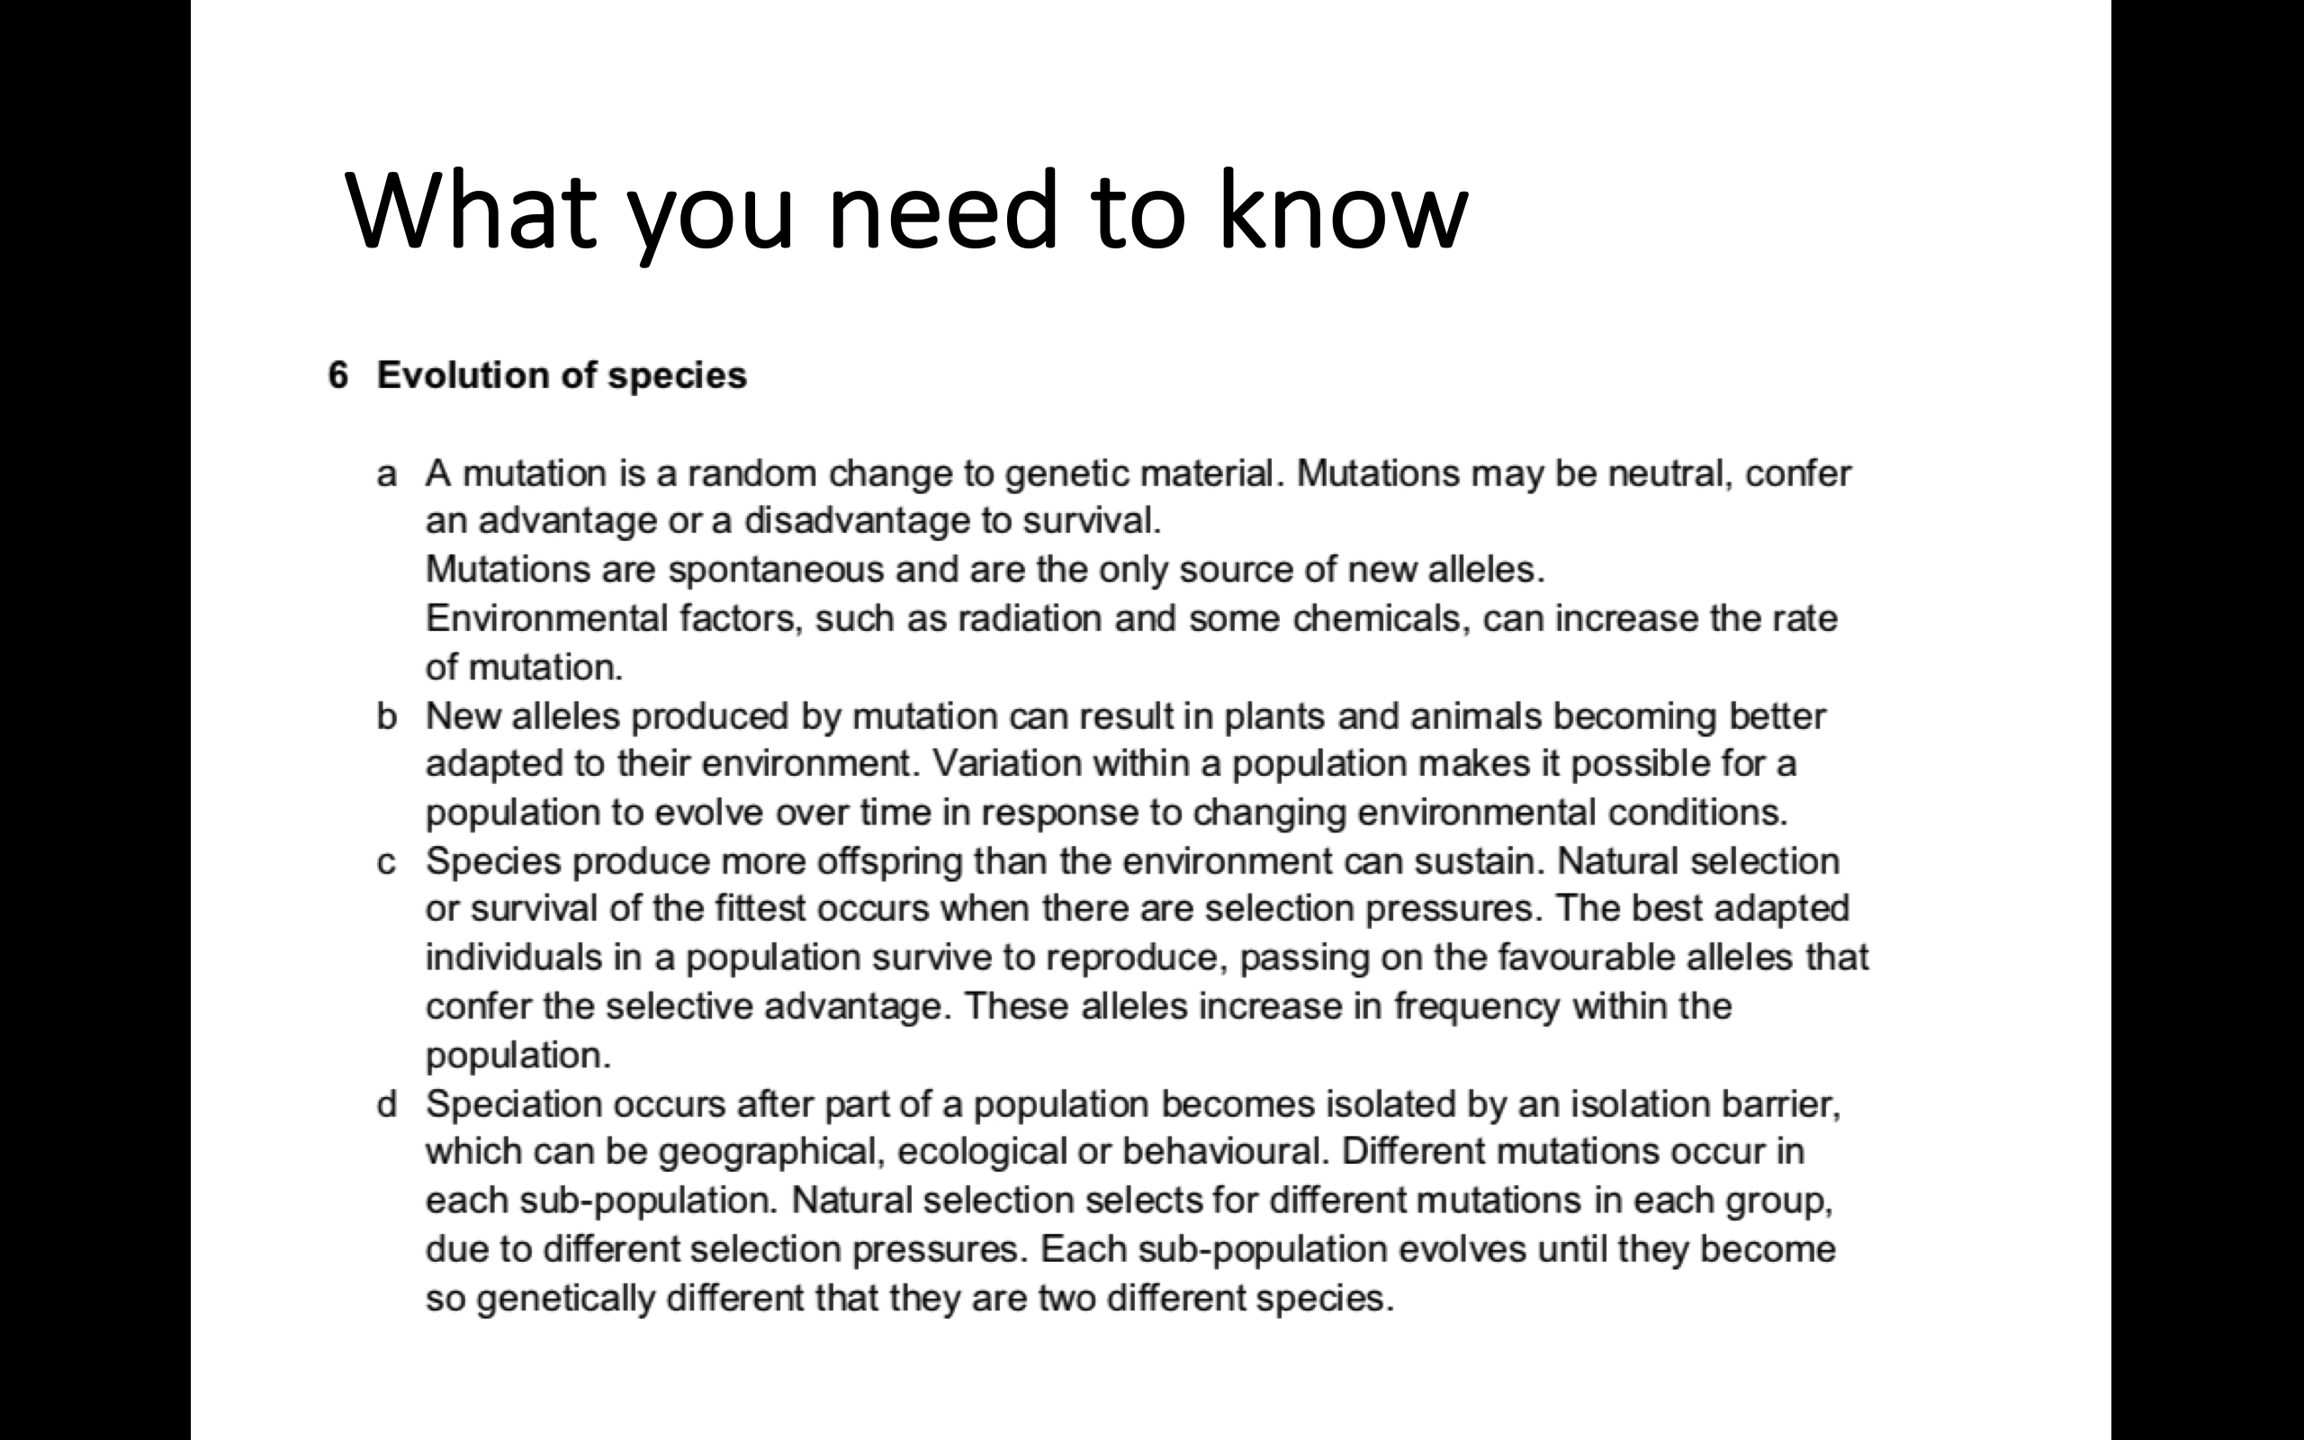 What you need to know
6 Evolution of species
a A mutation is a random change to genetic material. Mutations may be neutral, confer
an advantage or a disadvantage to survival.
Mutations are spontaneous and are the only source of new alleles.
Environmental factors, such as radiation and some chemicals, can increase the rate
of mutation.
b New alleles produced by mutation can result in plants and animals becoming better
adapted to their environment. Variation within a population makes it possible for a
population to evolve over time in response to changing environmental conditions.
c Species produce more offspring than the environment can sustain. Natural selection
or survival of the fittest occurs when there are selection pressures. The best adapted
individuals in a population survive to reproduce, passing on the favourable alleles that
confer the selective advantage. These alleles increase in frequency within the
population.
d Speciation occurs after part of a population becomes isolated by an isolation barrier,
which can be geographical, ecological or behavioural. Different mutations occur in
each sub-population. Natural selection selects for different mutations in each group,
due to different selection pressures. Each sub-population evolves until they become
so genetically different that they are two different species.